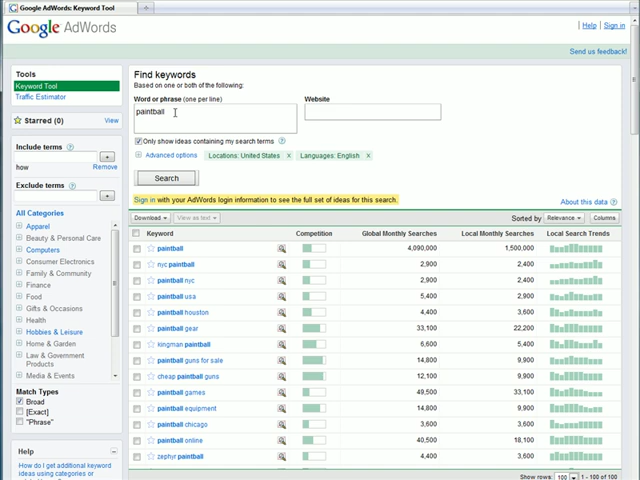 Google AdWords: Keyword Tool
Google AdWords
Help | Sign in
Send us feedback!
Tools
Keyword Tool
Traffic Estimator
Starred (0) View
Include terms ?
how Remove
Exclude terms ?
All Categories
Apparel
Beauty & Personal Care
Computers
Consumer Electronics
Family & Community
Finance
Food
Gifts & Occasions
Health
Hobbies & Leisure
Home & Garden
Law & Government
Products
Media & Events
Match Types
Broad
[Exact]
"Phrase"
Help
How do I get additional keyword
ideas using categories or
Find keywords
Based on one or both of the following:
Word or phrase (one per line) Website
paintball
Only show ideas containing my search terms ?
Advanced options Locations: United States × Languages: English ×
Search
Sign in with your AdWords login information to see the full set of ideas for this search.
About this data ?
Download View as text Sorted by Relevance Columns
Keyword Competition Global Monthly Searches Local Monthly Searches Local Search Trends
paintball 4,090,000 1,500,000
nyc paintball 2,900 2,400
paintball nyc 2,900 2,400
paintball usa 5,400 2,900
paintball houston 4,400 3,600
paintball gear 33,100 22,200
kingman paintball 6,600 5,400
paintball guns for sale 14,800 9,900
cheap paintball guns 12,100 9,900
paintball games 49,500 33,100
paintball equipment 14,800 9,900
paintball chicago 3,600 3,600
paintball online 40,500 18,100
zephyr paintball 4,400 3,600
Show rows: 100 1 - 100 of 100